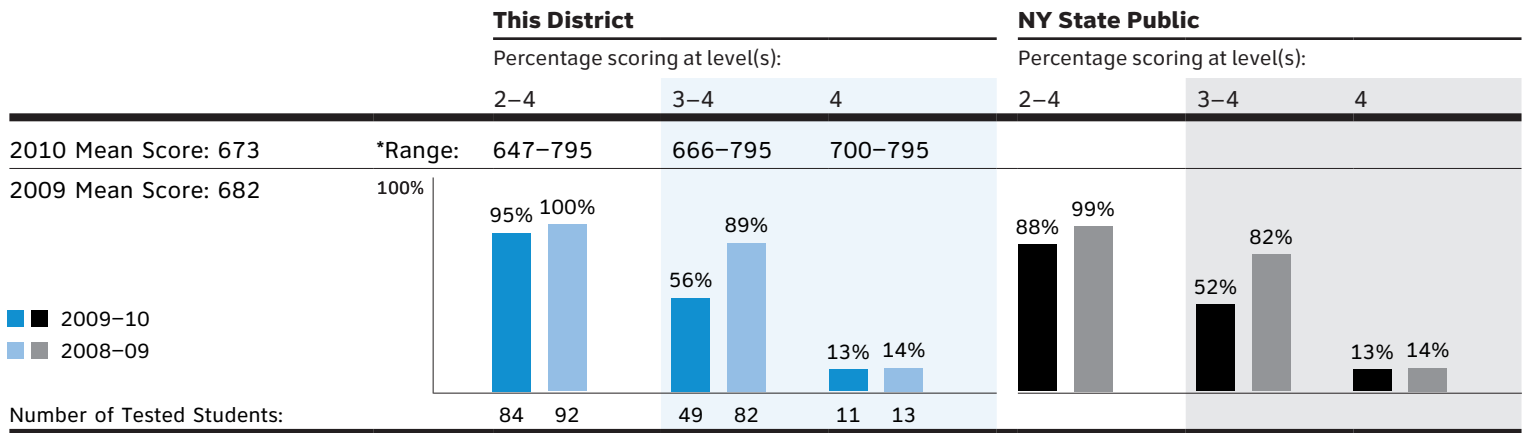 This District NY State Public
Percentage scoring at level(s): Percentage scoring at level(s):
2–4 3–4 4 2–4 3–4 4
2010 Mean Score: 673 *Range: 647–795 666–795 700–795
2009 Mean Score: 682 100%
95% 100% 89% 88% 99% 82%
56% 52%
13% 14% 13% 14%
2009–10
2008–09
Number of Tested Students: 84 92 49 82 11 13